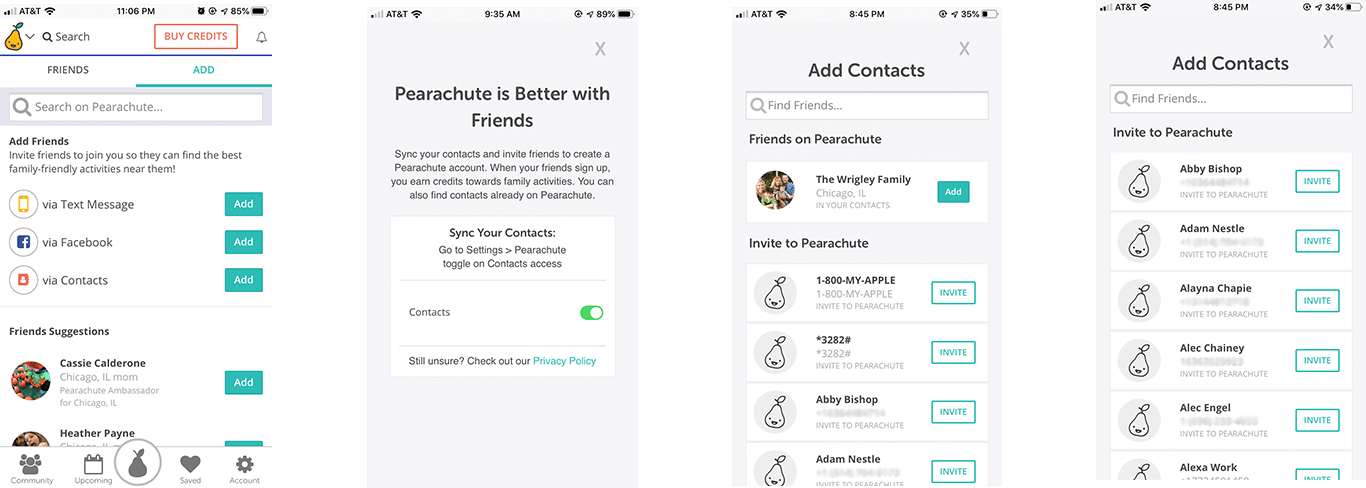 AT&T 11:06 PM 85%
Search
BUY CREDITS
FRIENDS ADD
Search on Pearachute...
Add Friends
Invite friends to join you so they can find the best
family-friendly activities near them!
via Text Message Add
via Facebook Add
via Contacts Add
Friends Suggestions
Cassie Calderone
Chicago, IL mom
Pearachute Ambassador
for Chicago, IL
Add
Heather Payne
Community Upcoming Saved Account
AT&T 9:35 AM 89%
X
Pearachute is Better with
Friends
Sync your contacts and invite friends to create a
Pearachute account. When your friends sign up,
you earn credits towards family activities. You can
also find contacts already on Pearachute.
Sync Your Contacts:
Go to Settings > Pearachute
toggle on Contacts access
Contacts
Still unsure? Check out our Privacy Policy
AT&T 8:45 PM 35%
X
Add Contacts
Find Friends...
Friends on Pearachute
The Wrigley Family
Chicago, IL
IN YOUR CONTACTS
Add
Invite to Pearachute
1-800-MY-APPLE
1-800-MY-APPLE
INVITE TO PEARACHUTE
INVITE
*3282#
*3282#
INVITE TO PEARACHUTE
INVITE
Abby Bishop
INVITE TO PEARACHUTE
INVITE
Adam Nestle
INVITE TO PEARACHUTE
INVITE
AT&T 8:45 PM 34%
X
Add Contacts
Find Friends...
Invite to Pearachute
Abby Bishop
INVITE TO PEARACHUTE
INVITE
Adam Nestle
INVITE TO PEARACHUTE
INVITE
Alayna Chapie
INVITE TO PEARACHUTE
INVITE
Alec Chainey
INVITE TO PEARACHUTE
INVITE
Alec Engel
INVITE TO PEARACHUTE
INVITE
Alexa Work
INVITE